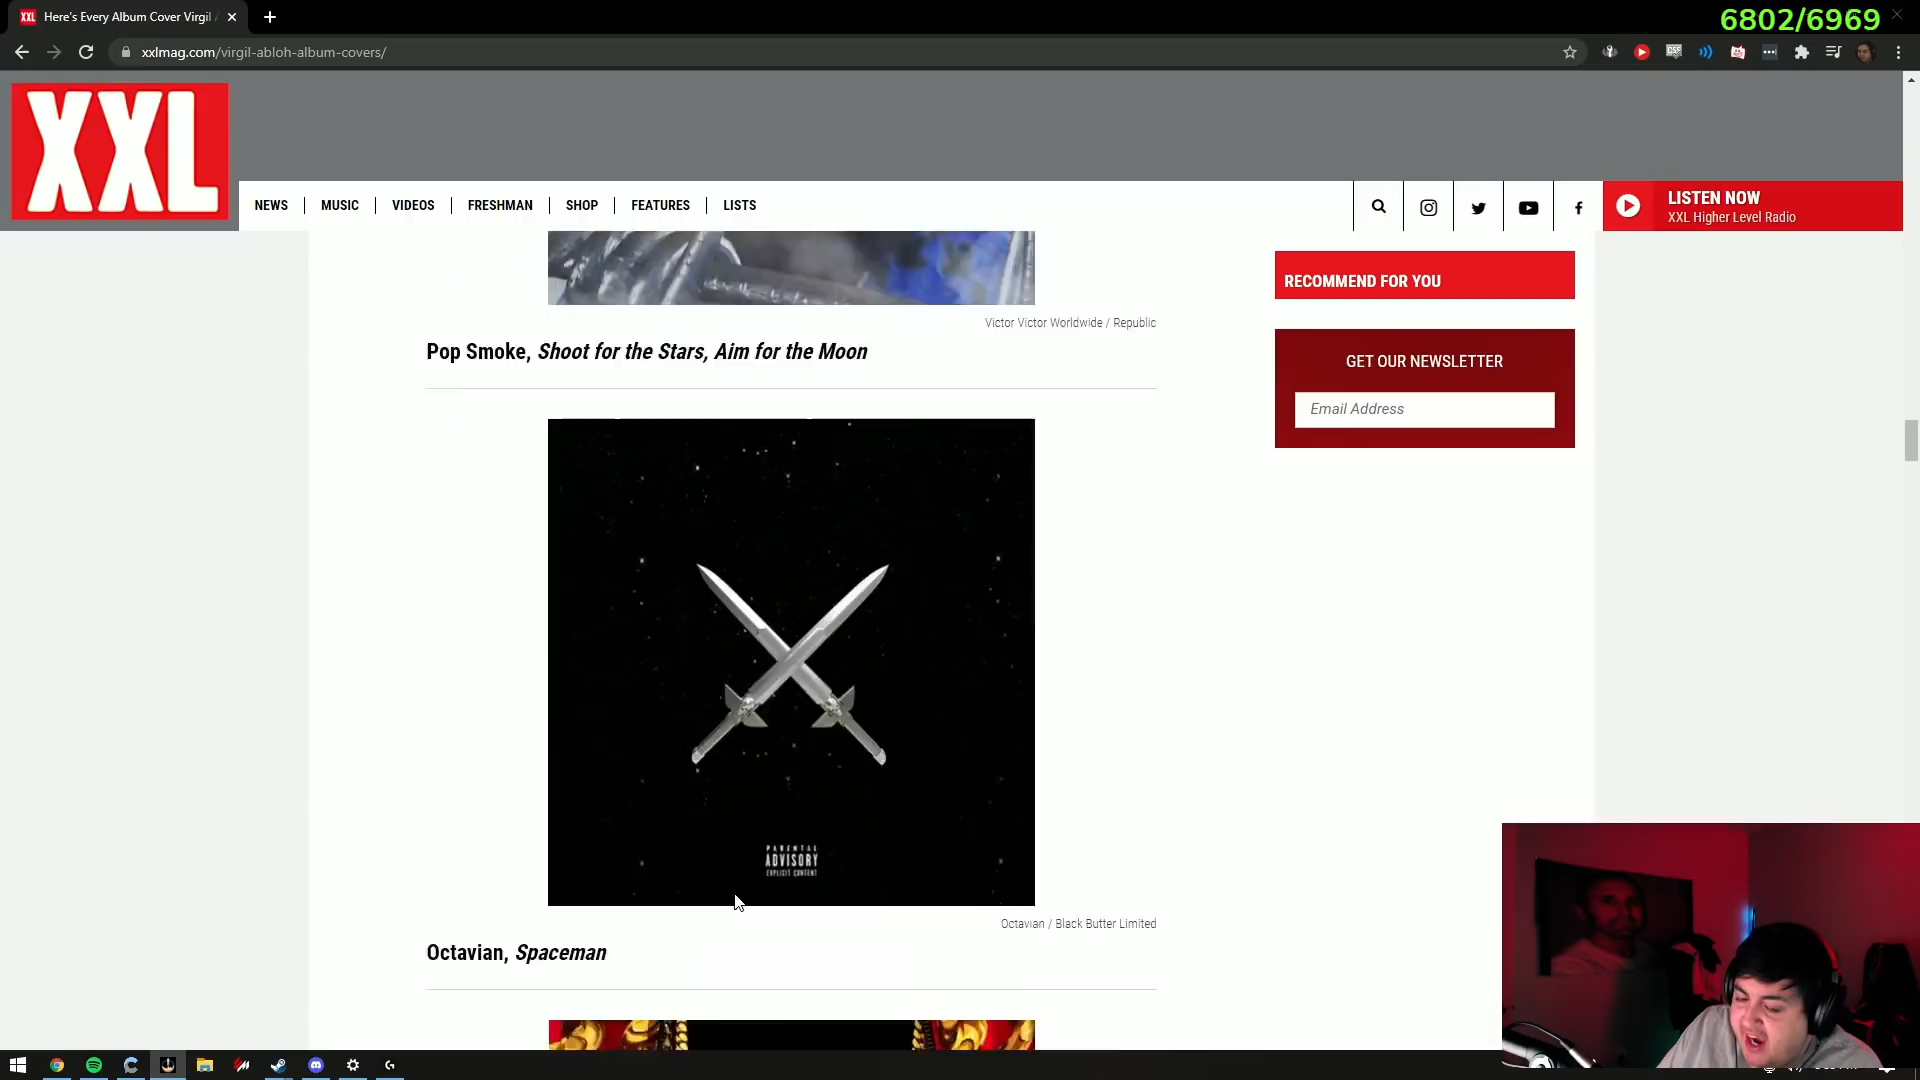 XXL Here's Every Album Cover Virgil A
6802/6969
xxlmag.com/virgil-abloh-album-covers/
XXL
NEWS MUSIC VIDEOS FRESHMAN SHOP FEATURES LISTS
LISTEN NOW
XXL Higher Level Radio
RECOMMEND FOR YOU
Victor Victor Worldwide / Republic
Pop Smoke, Shoot for the Stars, Aim for the Moon
GET OUR NEWSLETTER
Email Address
PARENTAL
ADVISORY
EXPLICIT CONTENT
Octavian / Black Butter Limited
Octavian, Spaceman